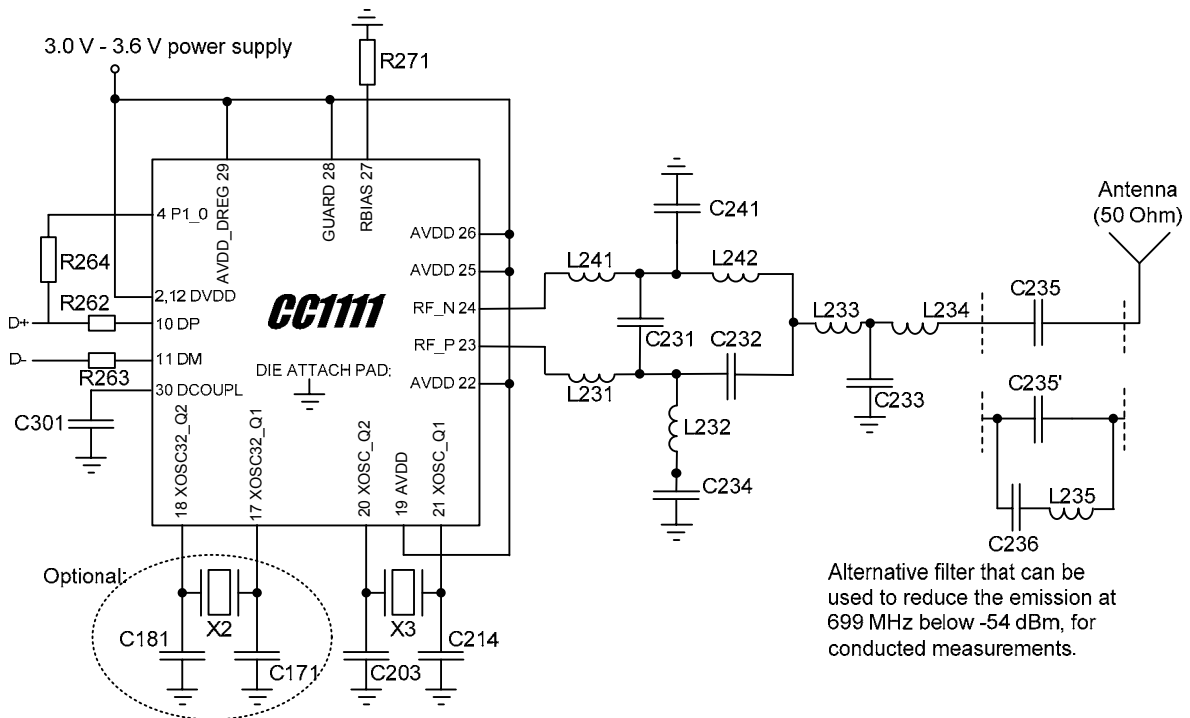 3.0 V - 3.6 V power supply
R271
AVDD_DREG 29
GUARD 28
RBIAS 27
4 P1_0
R264
2,12 DVDD
R262
D+
10 DP
D-
11 DM
R263
30 DCOUPL
C301
CC1111
DIE ATTACH PAD:
AVDD 26
AVDD 25
RF_N 24
RF_P 23
AVDD 22
18 XOSC32_Q2
17 XOSC32_Q1
20 XOSC_Q2
19 AVDD
21 XOSC_Q1
Optional:
X2
X3
C181
C171
C203
C214
C241
L241
L242
C231
C232
L231
L232
C234
L233
L234
C233
C235
Antenna
(50 Ohm)
C235'
L235
C236
Alternative filter that can be
used to reduce the emission at
699 MHz below -54 dBm, for
conducted measurements.